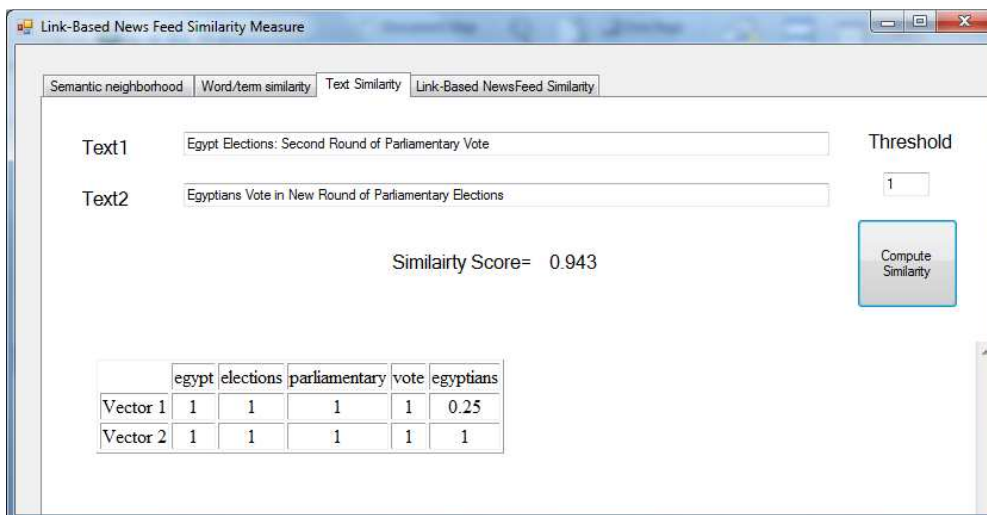 Link-Based News Feed Similarity Measure
Semantic neighborhood Word/term similarity Text Similarity Link-Based NewsFeed Similarity
Text1 Egypt Elections: Second Round of Parliamentary Vote Threshold
Text2 Egyptians Vote in New Round of Parliamentary Elections 1
Similairty Score= 0.943 Compute
Similarity
egypt elections parliamentary vote egyptians
Vector 1 1 1 1 1 0.25
Vector 2 1 1 1 1 1